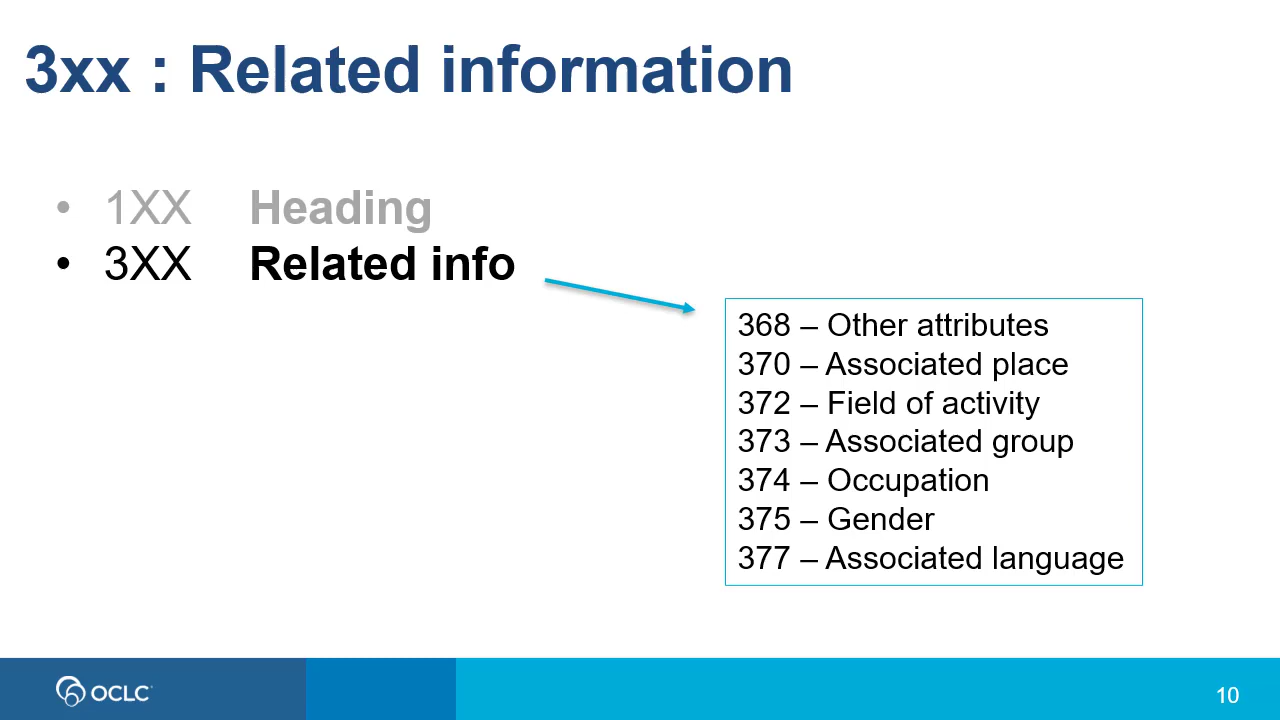 3xx : Related information
• 1XX Heading
• 3XX Related info
368 – Other attributes
370 – Associated place
372 – Field of activity
373 – Associated group
374 – Occupation
375 – Gender
377 – Associated language
OCLC
10